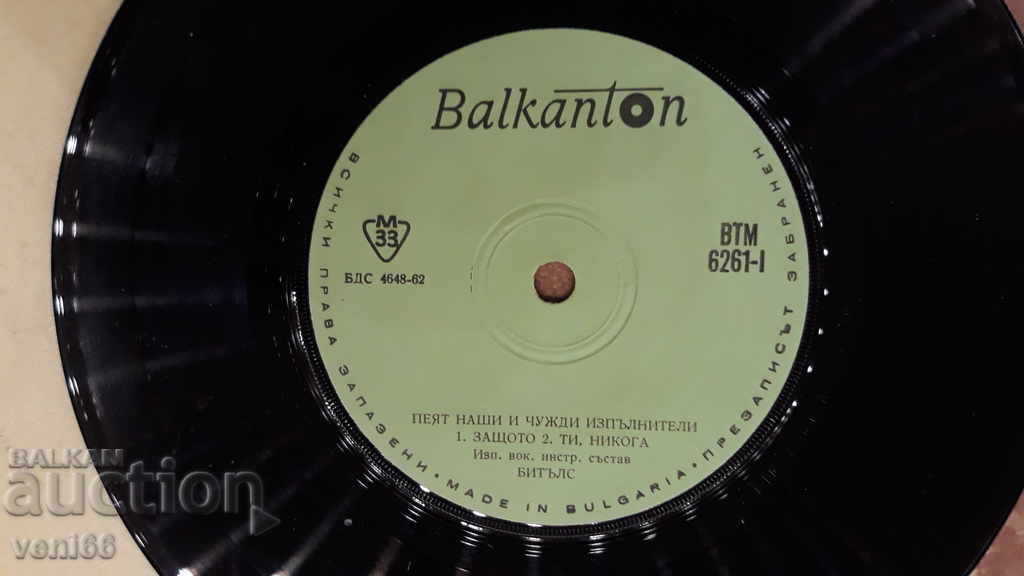 Balkanton
М
33
БДС 4648-62
ВТМ
6261-I
ПЕЯТ НАШИ И ЧУЖДИ ИЗПЪЛНИТЕЛИ
1. ЗАЩОТО 2. ТИ, НИКОГА
Изп. вок. инстр. състав
БИТЪЛС
ВСИЧКИ ПРАВА ЗАПАЗЕНИ • MADE IN BULGARIA • ПРЕЗАПИСЪТ ЗАБРАНЕН
BALKAN
auction
veni66